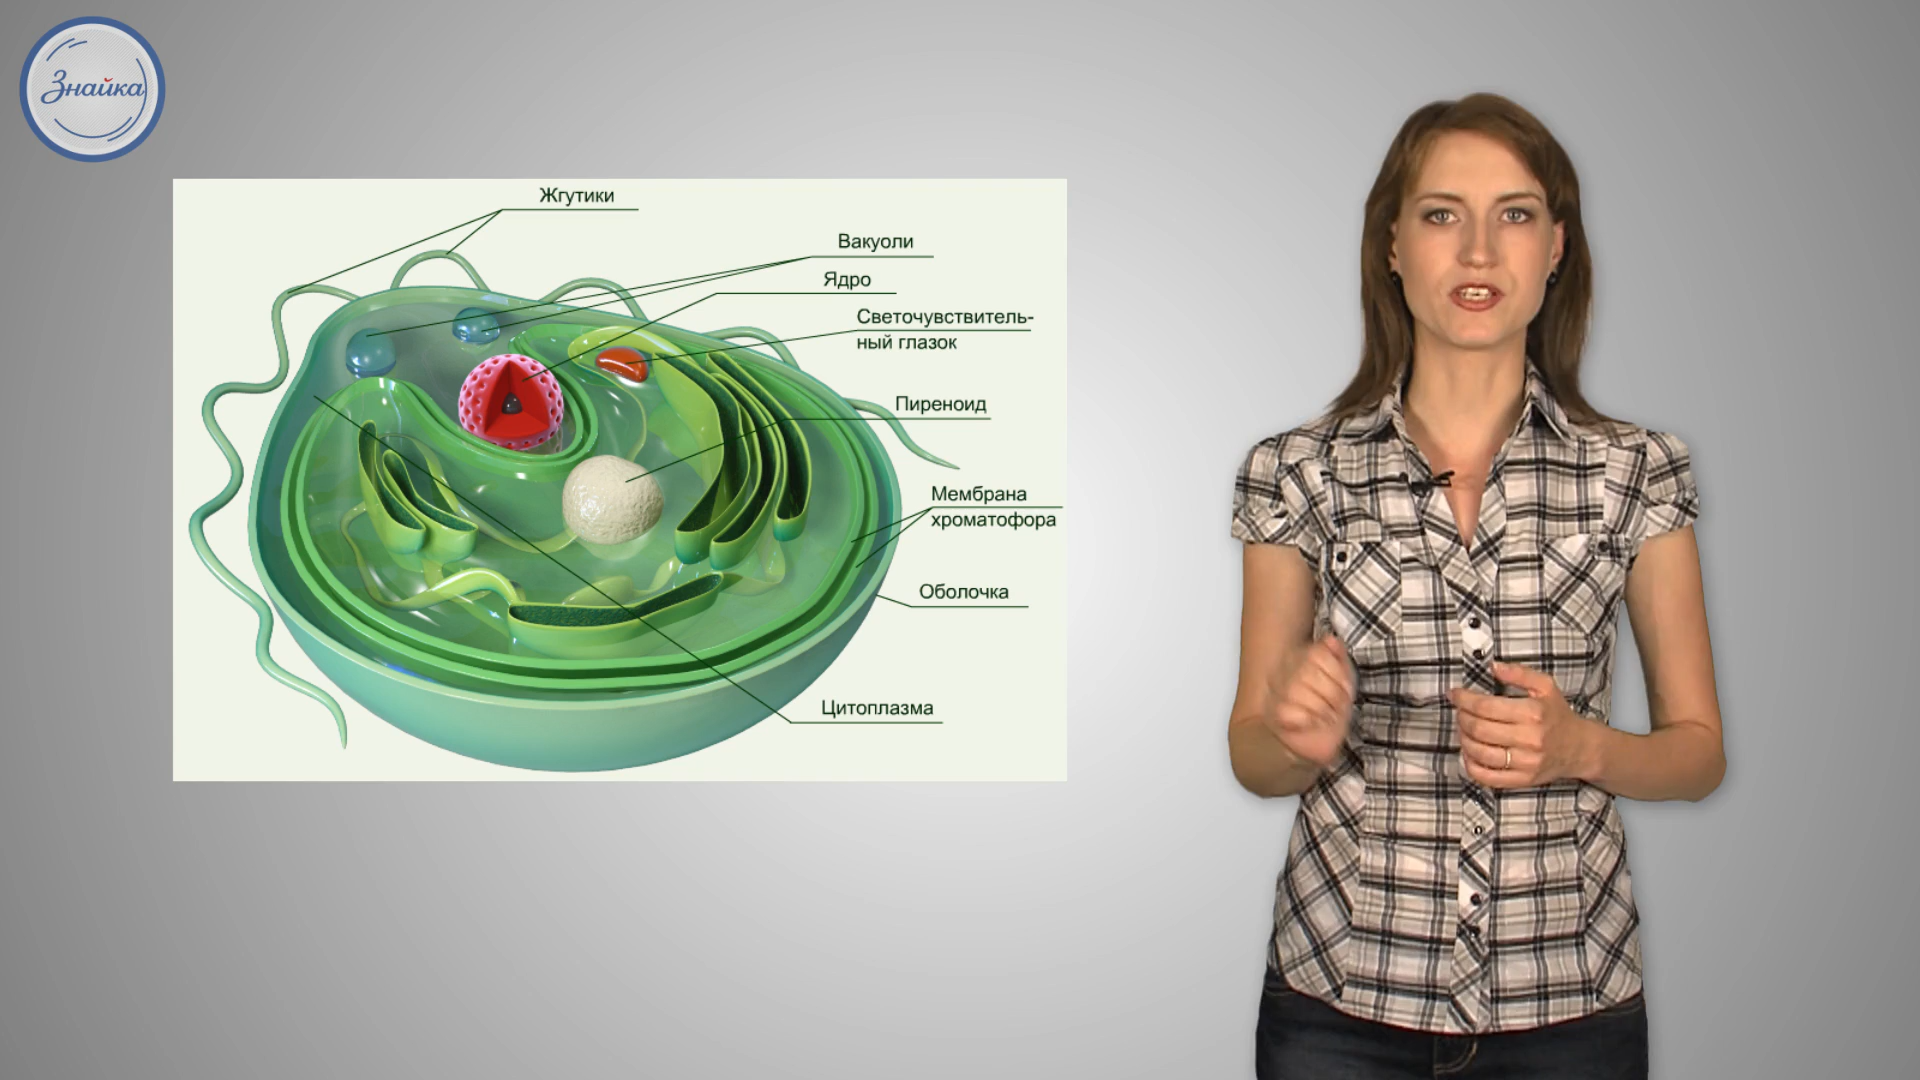 Знайка
Жгутики
Вакуоли
Ядро
Светочувствитель-
ный глазок
Пиреноид
Мембрана
хроматофора
Оболочка
Цитоплазма